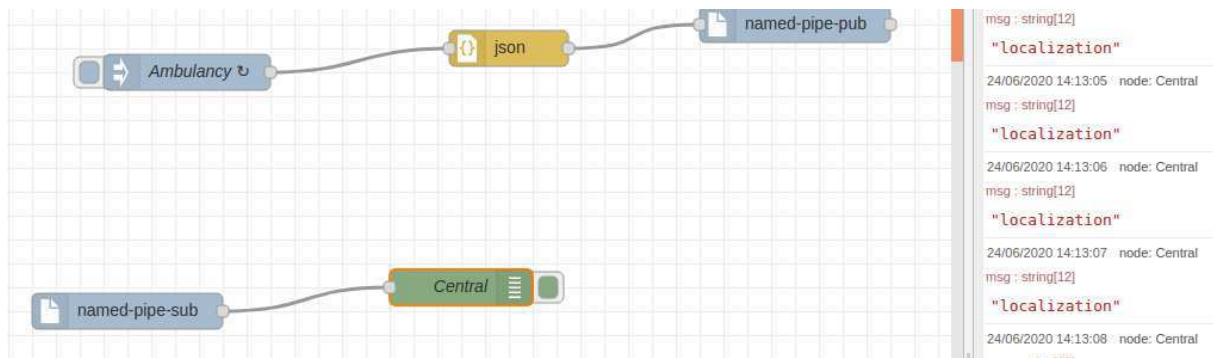 named-pipe-pub
json
Ambulancy ↻
{}
Central
named-pipe-sub
msg : string[12]
"localization"
24/06/2020 14:13:05 node: Central
msg : string[12]
"localization"
24/06/2020 14:13:06 node: Central
msg : string[12]
"localization"
24/06/2020 14:13:07 node: Central
msg : string[12]
"localization"
24/06/2020 14:13:08 node: Central